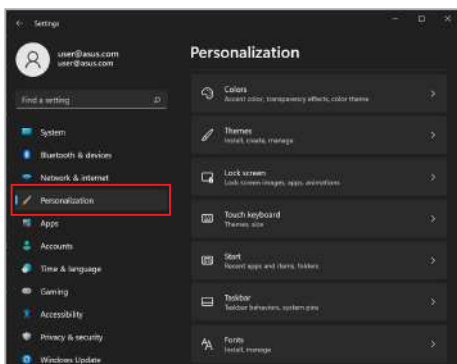 Settings
user@asus.com
user@asus.com
Find a setting
System
Bluetooth & devices
Network & internet
Personalization
Apps
Accounts
Time & language
Gaming
Accessibility
Privacy & security
Windows Update
Personalization
Colors
Accent color, transparency effects, color theme
Themes
Install, create, manage
Lock screen
Lock screen images, apps, animations
Touch keyboard
Themes, size
Start
Recent apps and items, folders
Taskbar
Taskbar behaviors, system pins
Fonts
Install, manage